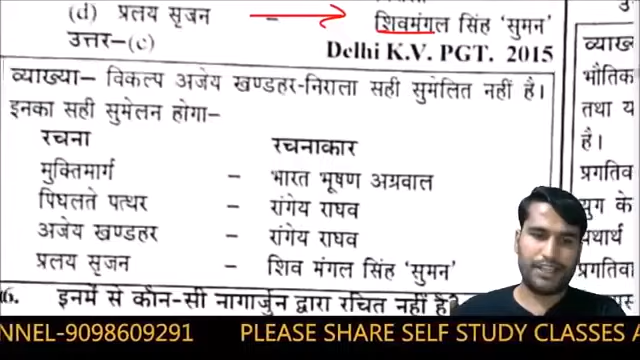 (d) प्रलय सृजन – शिवमंगल सिंह 'सुमन'
उत्तर–(c) Delhi K.V. PGT. 2015
व्याख्या– विकल्प अजेय खण्डहर-निराला सही सुमेलित नहीं है।
इनका सही सुमेलन होगा–
रचना रचनाकार
मुक्तिमार्ग – भारत भूषण अग्रवाल
पिघलते पत्थर – रांगेय राघव
अजेय खण्डहर – रांगेय राघव
प्रलय सृजन – शिव मंगल सिंह 'सुमन'
इनमें से कौन-सी नागार्जुन द्वारा रचित नहीं है?
व्याख्
भौतिक
तथा य
है।
प्रगतिव
युग के
यथार्थ
प्रगतिवा
NNEL-9098609291 PLEASE SHARE SELF STUDY CLASSES A